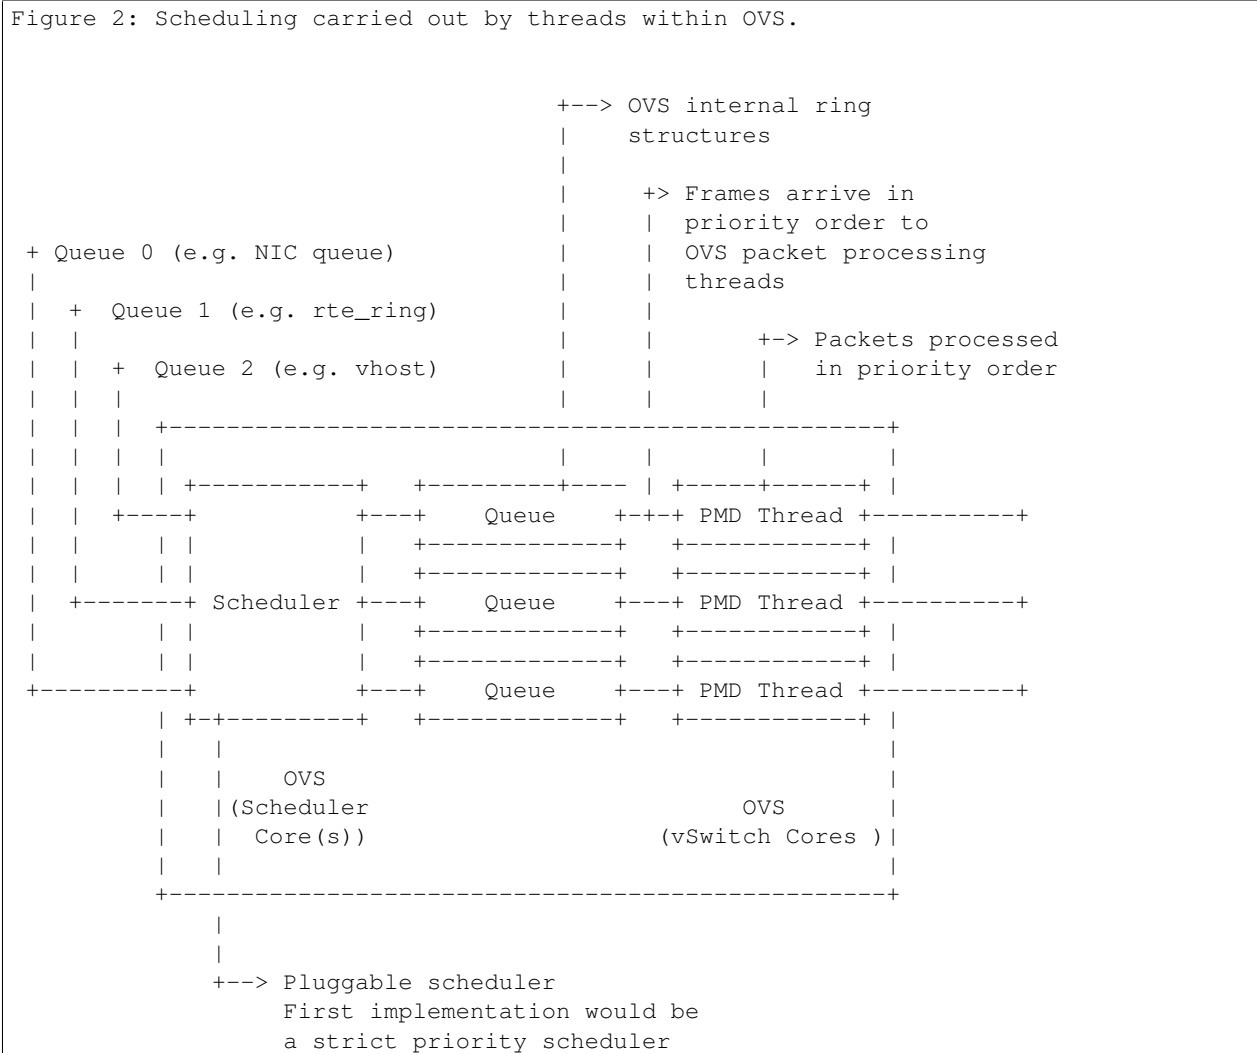 Figure 2: Scheduling carried out by threads within OVS.
+--> OVS internal ring
structures
+> Frames arrive in
priority order to
+ Queue 0 (e.g. NIC queue) OVS packet processing
threads
+ Queue 1 (e.g. rte_ring)
+-> Packets processed
+ Queue 2 (e.g. vhost) in priority order
Queue PMD Thread
Scheduler Queue PMD Thread
Queue PMD Thread
OVS
(Scheduler OVS
Core(s)) (vSwitch Cores )
+--> Pluggable scheduler
First implementation would be
a strict priority scheduler